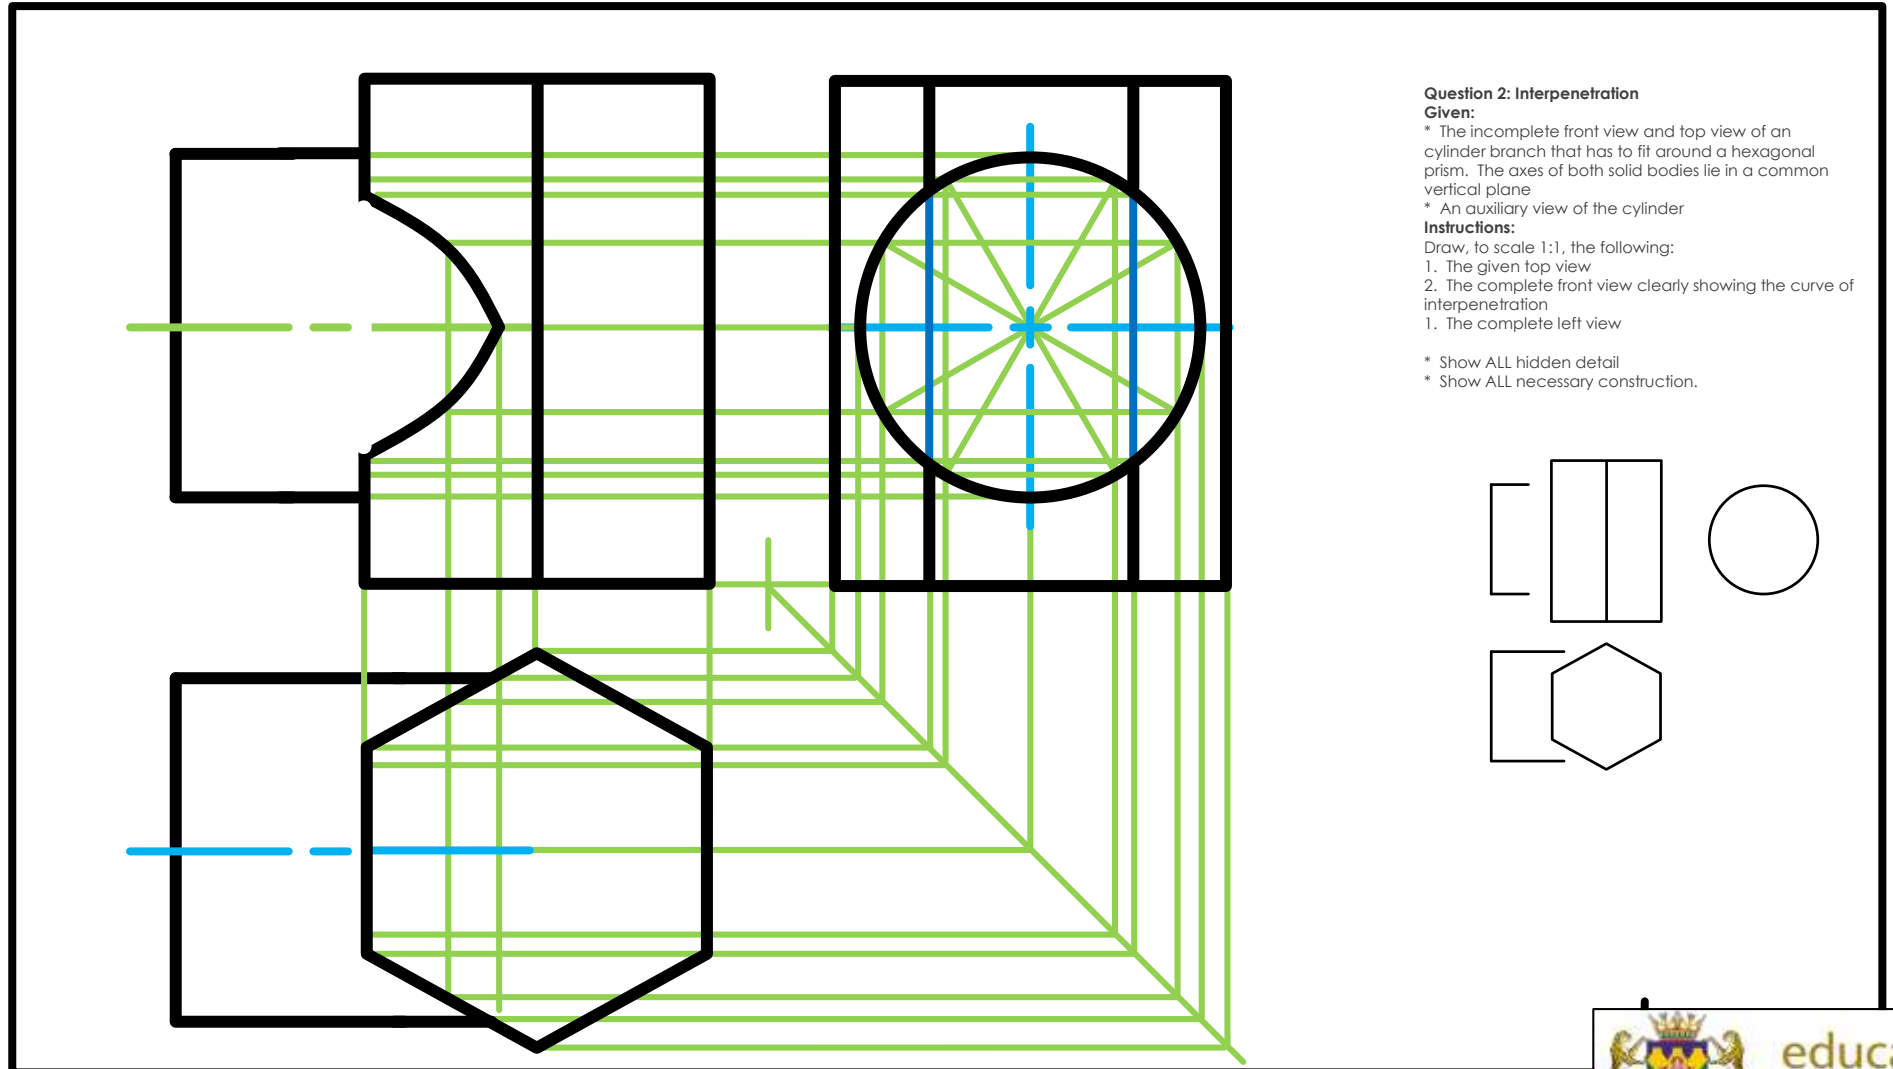 Question 2: Interpenetration
Given:
* The incomplete front view and top view of an
cylinder branch that has to fit around a hexagonal
prism. The axes of both solid bodies lie in a common
vertical plane
* An auxiliary view of the cylinder
Instructions:
Draw, to scale 1:1, the following:
1. The given top view
2. The complete front view clearly showing the curve of
interpenetration
1. The complete left view
* Show ALL hidden detail
* Show ALL necessary construction.